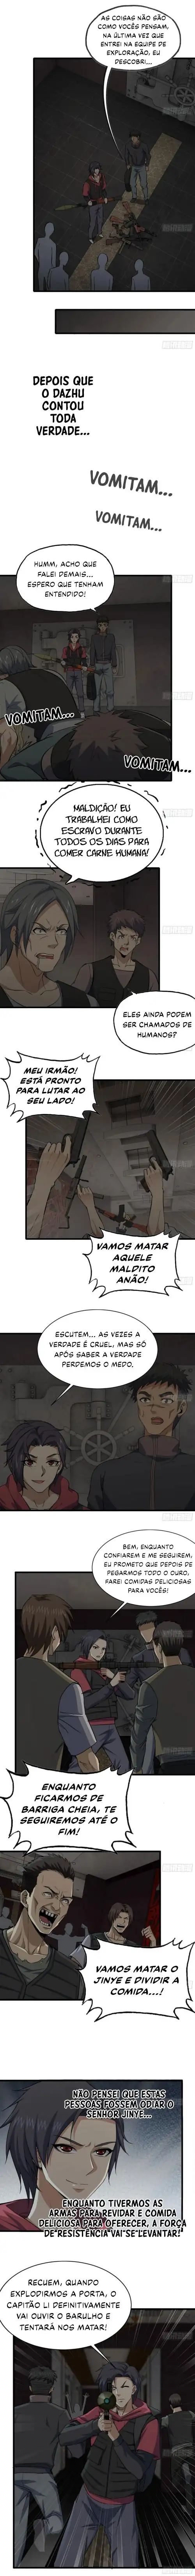 AS COISAS NÃO SÃO
COMO VOCÊS PENSAM,
NA ÚLTIMA VEZ QUE
ENTREI NA EQUIPE DE
EXPLORAÇÃO, EU
DESCOBRI...
DEPOIS QUE
O DAZHU
CONTOU
TODA
VERDADE...
VOMITAM...
VOMITAM...
HUMM, ACHO QUE
FALEI DEMAIS...
ESPERO QUE TENHAM
ENTENDIDO!
VOMITAM...
VOMITAM...
MALDIÇÃO! EU
TRABALHEI COMO
ESCRAVO DURANTE
TODOS OS DIAS PARA
COMER CARNE HUMANA!
ELES AINDA PODEM
SER CHAMADOS DE
HUMANOS?
MEU IRMÃO!
ESTÁ PRONTO
PARA LUTAR AO
SEU LADO!
VAMOS MATAR
AQUELE
MALDITO
ANÃO!
ESCUTEM... AS VEZES A
VERDADE É CRUEL, MAS SÓ
APÓS SABER A VERDADE
PERDEMOS O MEDO.
BEM, ENQUANTO
CONFIAREM E ME SEGUIREM,
EU PROMETO QUE DEPOIS DE
PEGARMOS TODO O OURO,
FAREI COMIDAS DELICIOSAS
PARA VOCÊS!
ENQUANTO
FICARMOS DE
BARRIGA CHEIA, TE
SEGUIREMOS ATÉ O
FIM!
VAMOS MATAR O
JINYE E DIVIDIR A
COMIDA...!
NÃO PENSEI QUE ESTAS
PESSOAS FOSSEM ODIAR O
SENHOR JINYE...
ENQUANTO TIVERMOS AS
ARMAS PARA REVIDAR E COMIDA
DELICIOSA PARA OFERECER, A FORÇA
DE RESISTÊNCIA VAI SE LEVANTAR!
RECUEM, QUANDO
EXPLODIRMOS A PORTA, O
CAPITÃO LI DEFINITIVAMENTE
VAI OUVIR O BARULHO E
TENTARÁ NOS MATAR!